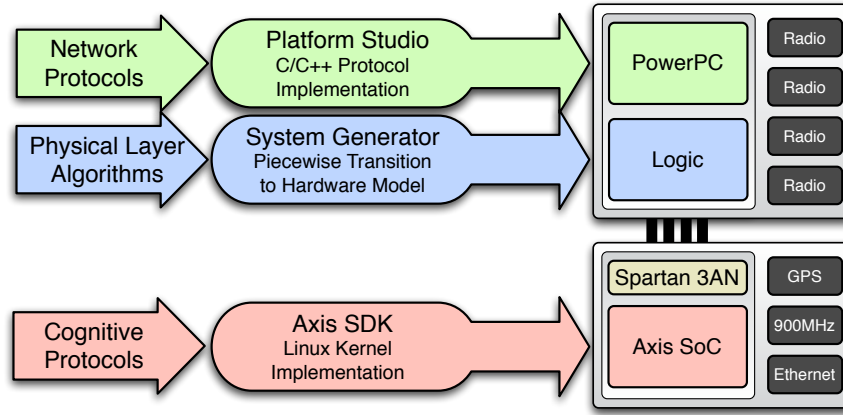 Network
Protocols
Platform Studio
C/C++ Protocol
Implementation
PowerPC
Radio
Radio
Radio
Radio
Physical Layer
Algorithms
System Generator
Piecewise Transition
to Hardware Model
Logic
Cognitive
Protocols
Axis SDK
Linux Kernel
Implementation
Spartan 3AN
Axis SoC
GPS
900MHz
Ethernet